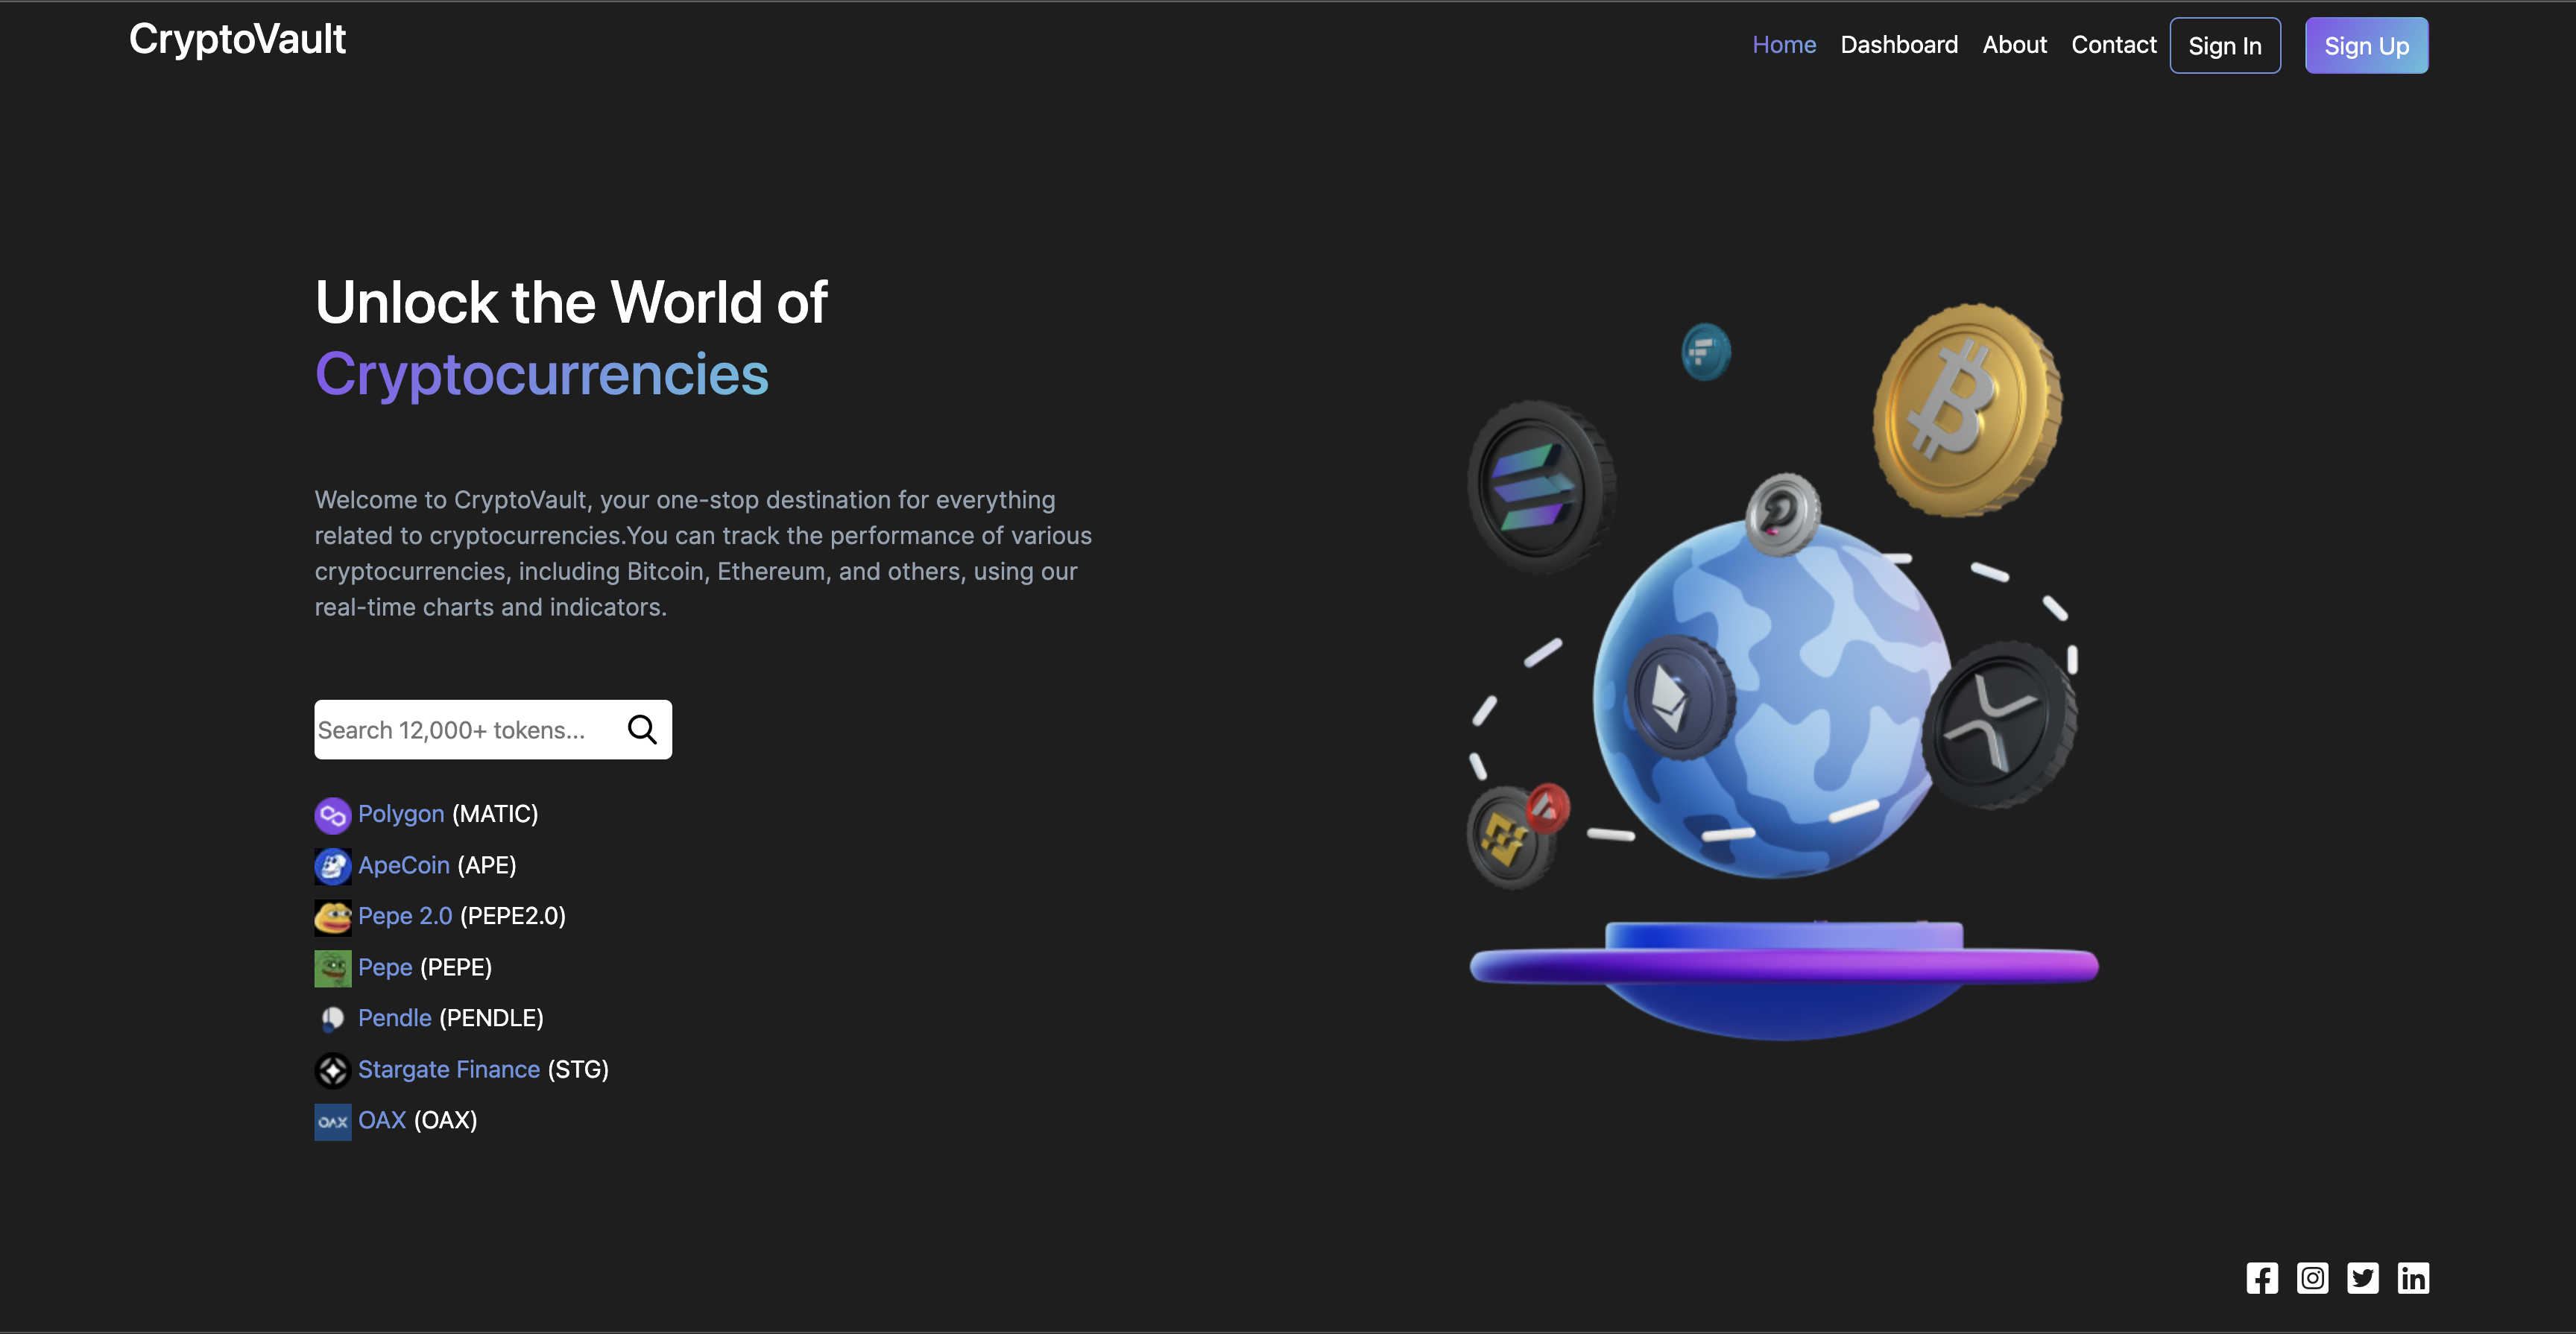 CryptoVault
Home Dashboard About Contact Sign In Sign Up
Unlock the World of
Cryptocurrencies
Welcome to CryptoVault, your one-stop destination for everything
related to cryptocurrencies.You can track the performance of various
cryptocurrencies, including Bitcoin, Ethereum, and others, using our
real-time charts and indicators.
Search 12,000+ tokens...
Polygon (MATIC)
ApeCoin (APE)
Pepe 2.0 (PEPE2.0)
Pepe (PEPE)
Pendle (PENDLE)
Stargate Finance (STG)
OAX OAX (OAX)